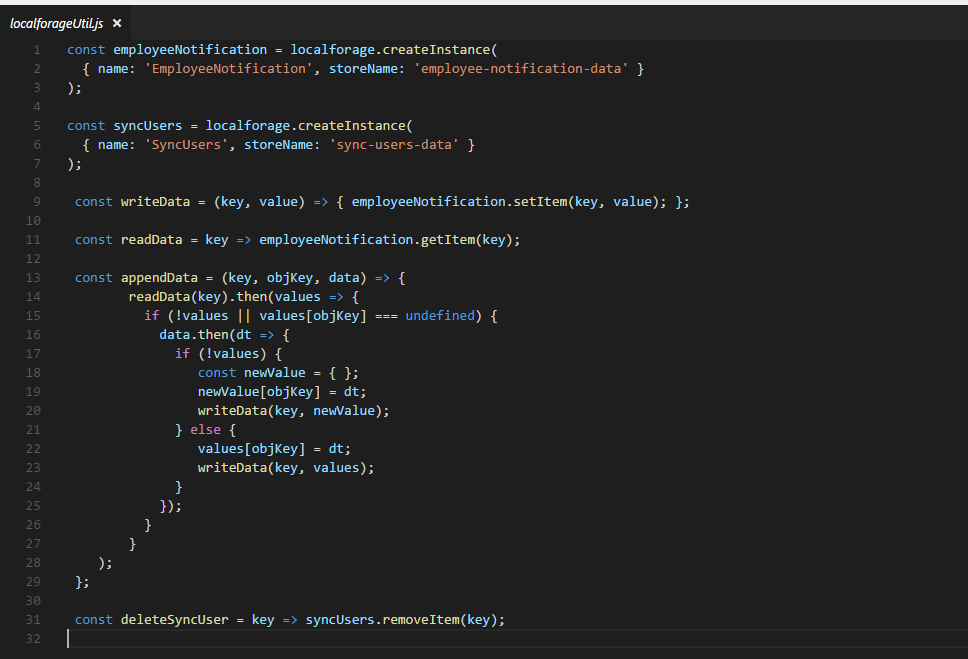 localforageUtil.js ×
1 const employeeNotification = localforage.createInstance(
2 { name: 'EmployeeNotification', storeName: 'employee-notification-data' }
3 );
4
5 const syncUsers = localforage.createInstance(
6 { name: 'SyncUsers', storeName: 'sync-users-data' }
7 );
8
9 const writeData = (key, value) => { employeeNotification.setItem(key, value); };
10
11 const readData = key => employeeNotification.getItem(key);
12
13 const appendData = (key, objKey, data) => {
14 readData(key).then(values => {
15 if (!values || values[objKey] === undefined) {
16 data.then(dt => {
17 if (!values) {
18 const newValue = { };
19 newValue[objKey] = dt;
20 writeData(key, newValue);
21 } else {
22 values[objKey] = dt;
23 writeData(key, values);
24 }
25 });
26 }
27 }
28 );
29 };
30
31 const deleteSyncUser = key => syncUsers.removeItem(key);
32